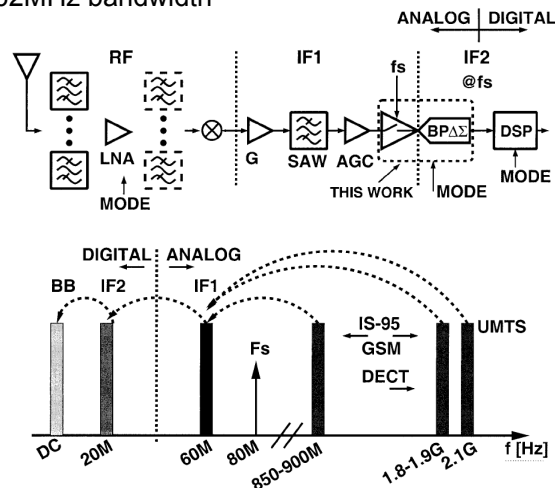 32MHz bandwidth
ANALOG DIGITAL
RF IF1 IF2
@fs
fs
LNA G SAW AGC BPΔΣ DSP
MODE THIS WORK MODE MODE
DIGITAL ANALOG
BB IF2 IF1
Fs
IS-95
GSM
DECT
UMTS
DC 20M 60M 80M 850-900M 1.8-1.9G 2.1G f [Hz]